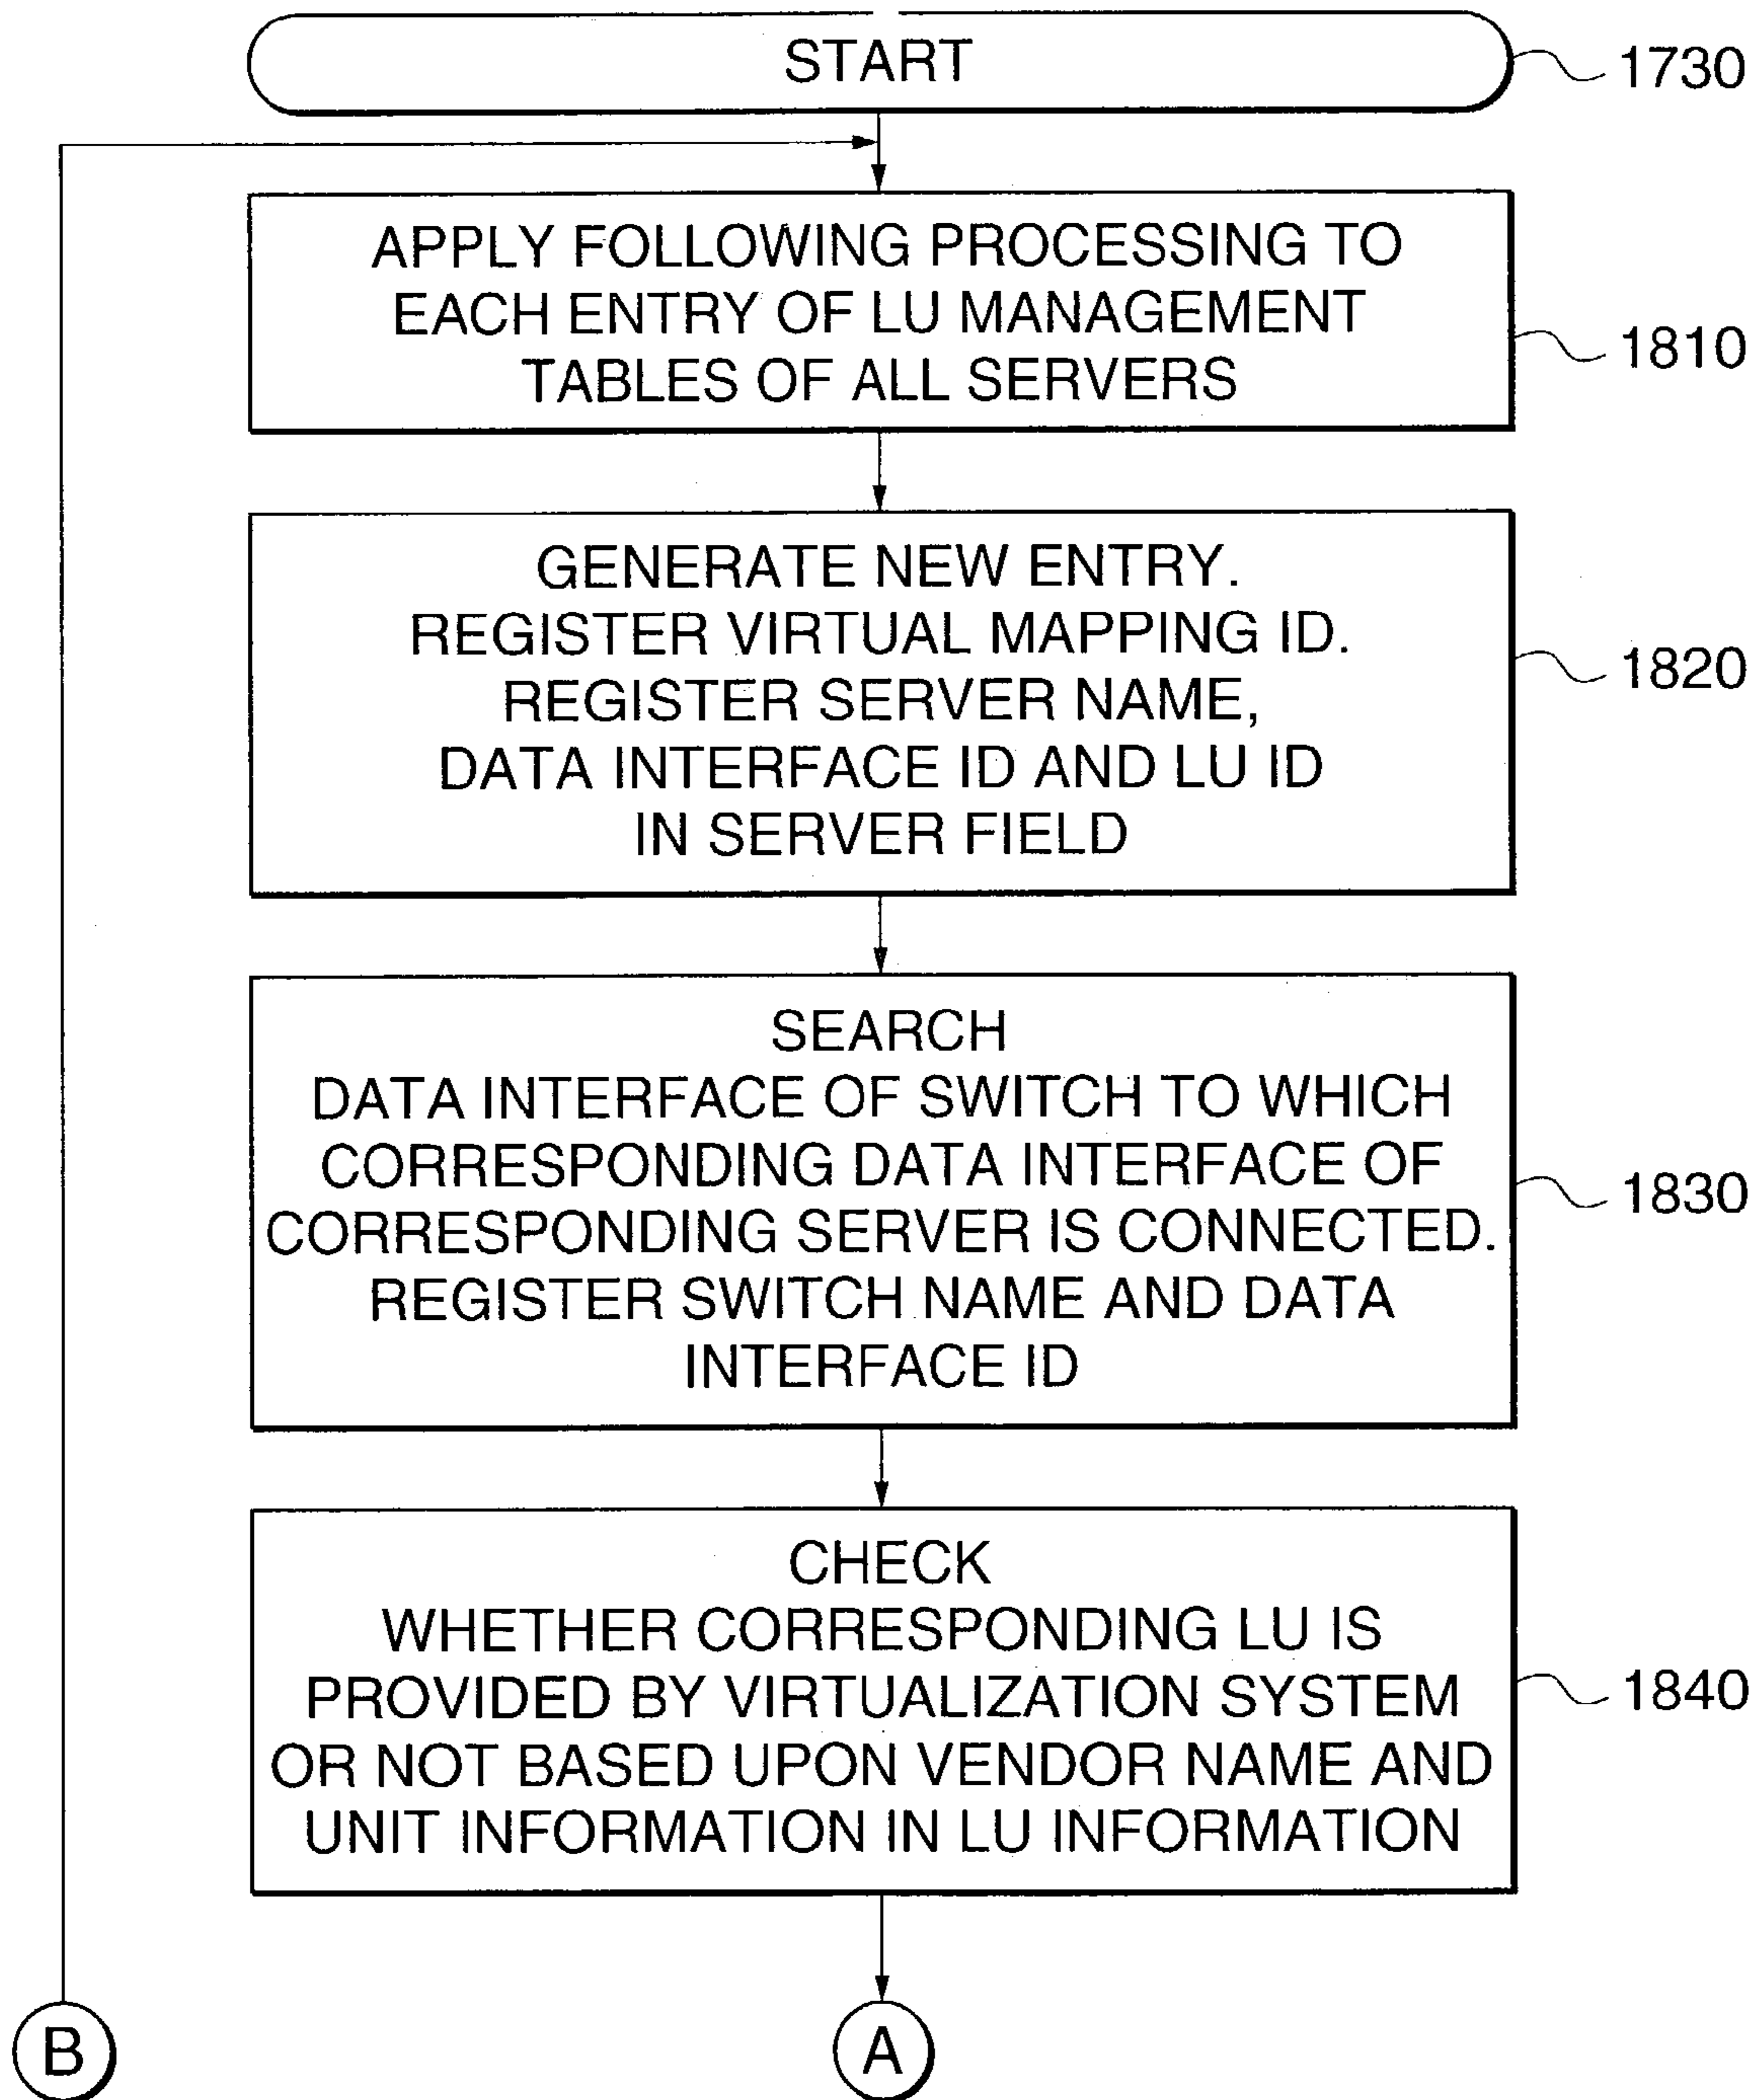 START
1730
APPLY FOLLOWING PROCESSING TO
EACH ENTRY OF LU MANAGEMENT
TABLES OF ALL SERVERS
1810
GENERATE NEW ENTRY.
REGISTER VIRTUAL MAPPING ID.
REGISTER SERVER NAME,
DATA INTERFACE ID AND LU ID
IN SERVER FIELD
1820
SEARCH
DATA INTERFACE OF SWITCH TO WHICH
CORRESPONDING DATA INTERFACE OF
CORRESPONDING SERVER IS CONNECTED.
REGISTER SWITCH NAME AND DATA
INTERFACE ID
1830
CHECK
WHETHER CORRESPONDING LU IS
PROVIDED BY VIRTUALIZATION SYSTEM
OR NOT BASED UPON VENDOR NAME AND
UNIT INFORMATION IN LU INFORMATION
1840
B
A